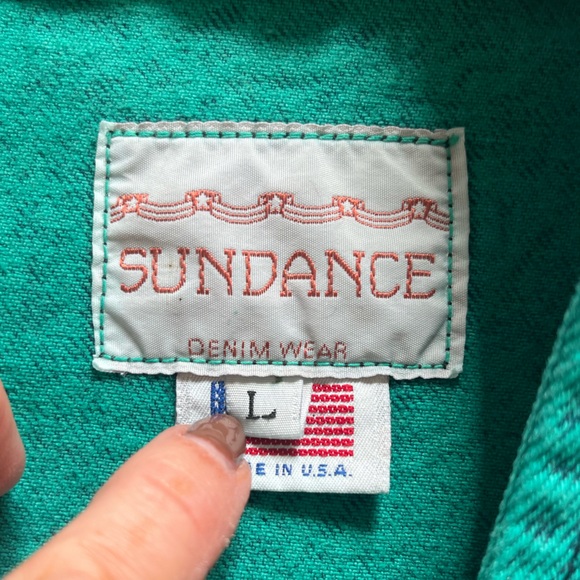 SUNDANCE
DENIM WEAR
L
E IN U.S.A.